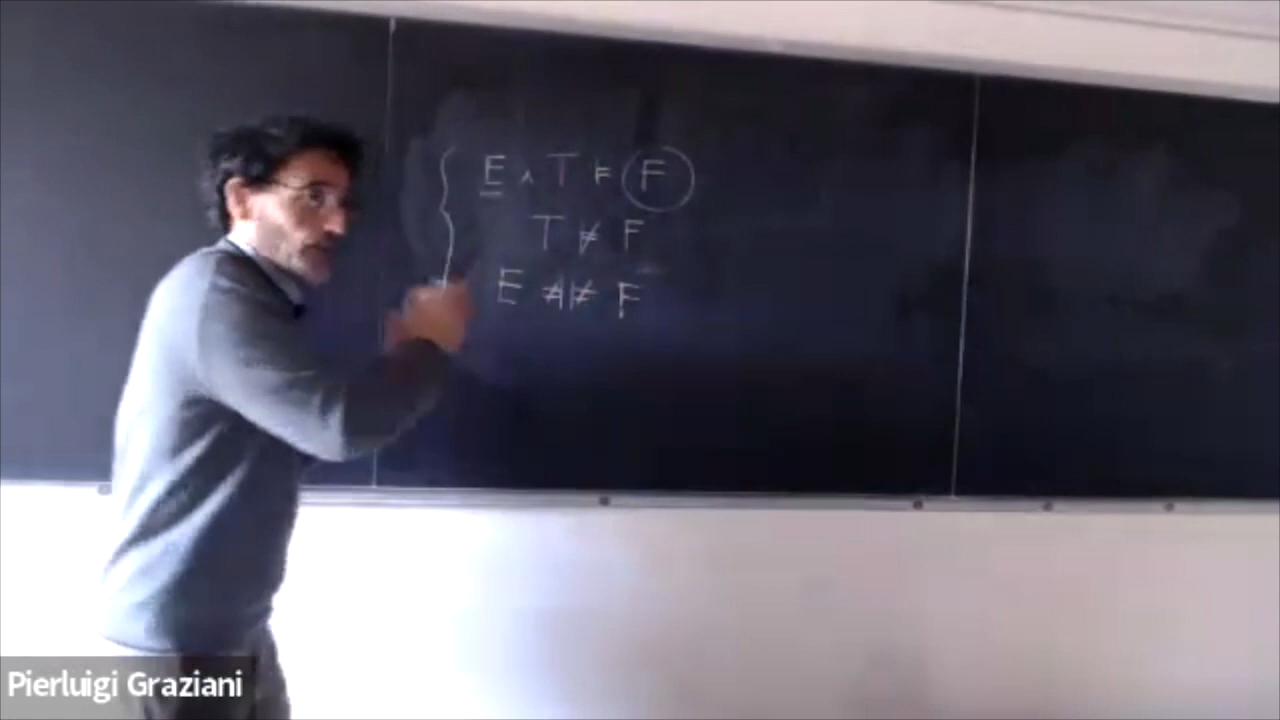 E ∧ T ⊧ F
T ⊭ F
E ⫤̸⊭ F
Pierluigi Graziani